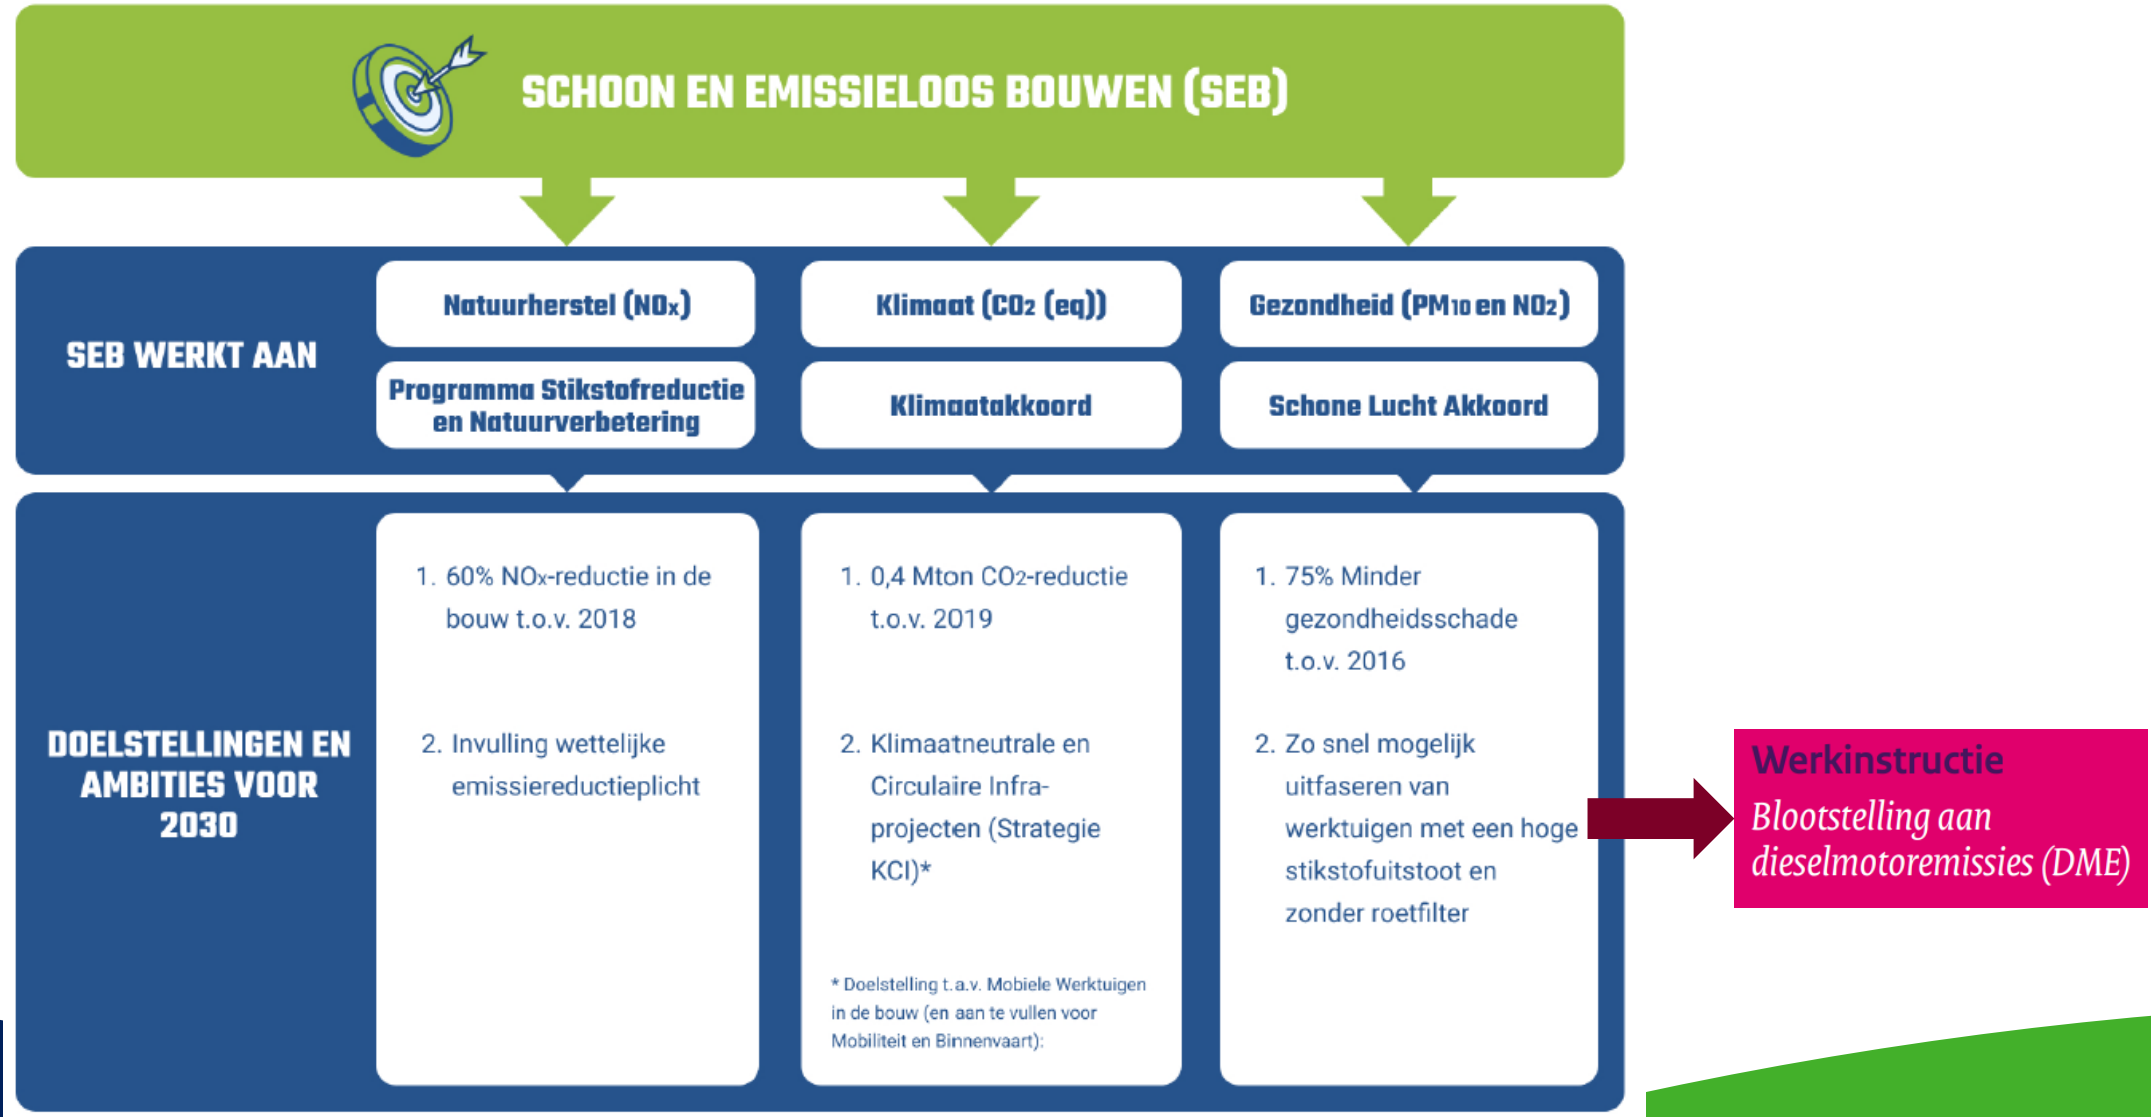 SCHOON EN EMISSIELOOS BOUWEN (SEB)
SEB WERKT AAN
Natuurherstel (NOx)
Programma Stikstofreductie
en Natuurverbetering
Klimaat (CO2 (eq))
Klimaatakkoord
Gezondheid (PM10 en NO2)
Schone Lucht Akkoord
DOELSTELLINGEN EN
AMBITIES VOOR
2030
1. 60% NOx-reductie in de
bouw t.o.v. 2018
2. Invulling wettelijke
emissiereductieplicht
1. 0,4 Mton CO2-reductie
t.o.v. 2019
2. Klimaatneutrale en
Circulaire Infra-
projecten (Strategie
KCI)*
* Doelstelling t.a.v. Mobiele Werktuigen
in de bouw (en aan te vullen voor
Mobiliteit en Binnenvaart):
1. 75% Minder
gezondheidsschade
t.o.v. 2016
2. Zo snel mogelijk
uitfaseren van
werktuigen met een hoge
stikstofuitstoot en
zonder roetfilter
Werkinstructie
Blootstelling aan
dieselmotoremissies (DME)